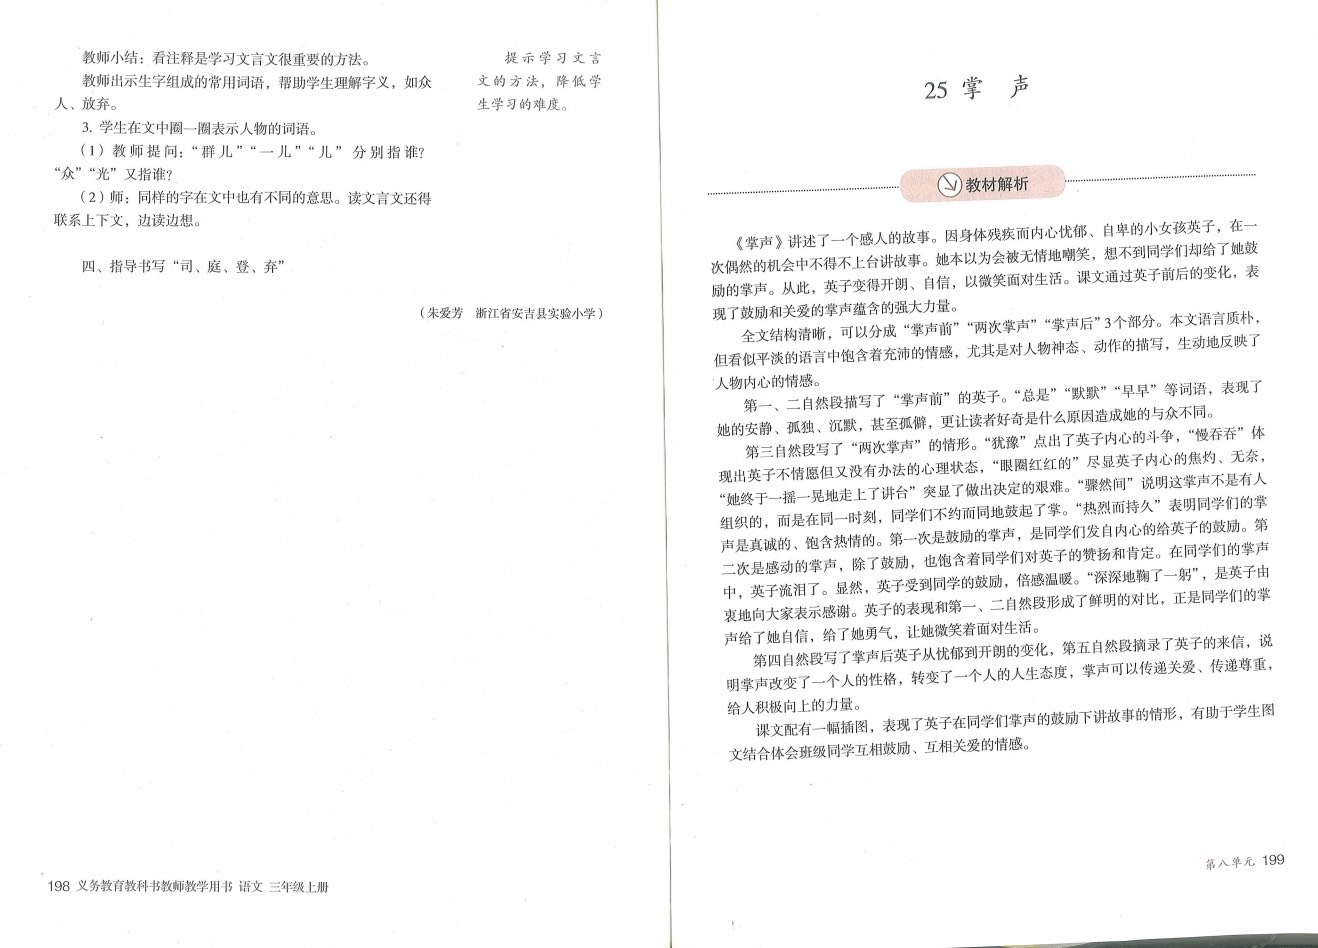 教师小结：看注释是学习文言文很重要的方法。
教师出示生字组成的常用词语，帮助学生理解字义，如众
人、放弃。
3. 学生在文中圈一圈表示人物的词语。
（1）教师提问：“群儿”“一儿”“儿” 分别指谁？
“众”“光” 又指谁？
（2）师：同样的字在文中也有不同的意思。读文言文还得
联系上下文，边读边想。
四、指导书写“司、庭、登、弃”
（朱爱芳 浙江省安吉县实验小学）
提示学习文言
文的方法，降低学
生学习的难度。
198 义务教育教科书教师教学用书 语文 三年级上册
25 掌 声
教材解析
《掌声》讲述了一个感人的故事。因身体残疾而内心忧郁、自卑的小女孩英子，在一
次偶然的机会中不得不上台讲故事。她本以为会被无情地嘲笑，想不到同学们却给了她鼓
励的掌声。从此，英子变得开朗、自信，以微笑面对生活。课文通过英子前后的变化，表
现了鼓励和关爱的掌声蕴含的强大力量。
全文结构清晰，可以分成“掌声前”“两次掌声”“掌声后”3个部分。本文语言质朴，
但看似平淡的语言中饱含着充沛的情感，尤其是对人物神态、动作的描写，生动地反映了
人物内心的情感。
第一、二自然段描写了“掌声前”的英子。“总是”“默默”“早早”等词语，表现了
她的安静、孤独、沉默，甚至孤僻，更让读者好奇是什么原因造成她的与众不同。
第三自然段写了“两次掌声”的情形。“犹豫”点出了英子内心的斗争，“慢吞吞”体
现出英子不情愿但又没有办法的心理状态，“眼圈红红的”尽显英子内心的焦灼、无奈，
“她终于一摇一晃地走上了讲台”突显了做出决定的艰难。“骤然间”说明这掌声不是有人
组织的，而是在同一时刻，同学们不约而同地鼓起了掌。“热烈而持久”表明同学们的掌
声是真诚的、饱含热情的。第一次是鼓励的掌声，是同学们发自内心的给英子的鼓励。第
二次是感动的掌声，除了鼓励，也饱含着同学们对英子的赞扬和肯定。在同学们的掌声
中，英子流泪了。显然，英子受到同学的鼓励，倍感温暖。“深深地鞠了一躬”，是英子由
衷地向大家表示感谢。英子的表现和第一、二自然段形成了鲜明的对比，正是同学们的掌
声给了她自信，给了她勇气，让她微笑着面对生活。
第四自然段写了掌声后英子从忧郁到开朗的变化，第五自然段摘录了英子的来信，说
明掌声改变了一个人的性格，转变了一个人的人生态度，掌声可以传递关爱、传递尊重，
给人积极向上的力量。
课文配有一幅插图，表现了英子在同学们掌声的鼓励下讲故事的情形，有助于学生图
文结合体会班级同学互相鼓励、互相关爱的情感。
第八单元 199